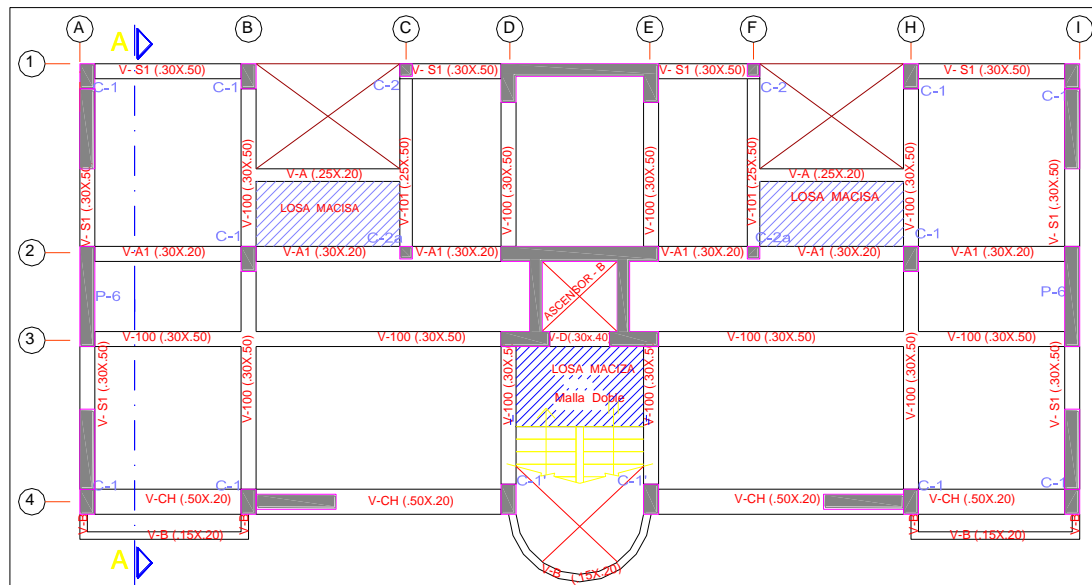 A B C D E F H I
A
1
V- S1 (.30X.50) V- S1 (.30X.50) V- S1 (.30X.50) V- S1 (.30X.50)
C-1 C-1 C-2 C-2 C-1 C-1
V-A (.25X.20) V-A (.25X.20)
LOSA MACISA LOSA MACISA
V- S1 (.30X.50) V-100 (.30X.50) V-101 (.25X.50) V-100 (.30X.50) V-100 (.30X.50) V-101 (.25X.50) V-100 (.30X.50) V- S1 (.30X.50)
C-1 C-2a C-2a C-1
2
V-A1 (.30X.20) V-A1 (.30X.20) V-A1 (.30X.20) V-A1 (.30X.20) V-A1 (.30X.20) V-A1 (.30X.20)
ASCENSOR - B
P-6 P-6
3
V-100 (.30X.50) V-100 (.30X.50) V-D(.30x.40) V-100 (.30X.50) V-100 (.30X.50)
LOSA MACIZA
Malla Doble
V- S1 (.30X.50) V-100 (.30X.50) V-100 (.30X.5 V-100 (.30X.50) V-100 (.30X.50) V- S1 (.30X.50)
C-1 C-1 C-1' C-1' C-1 C-1
4
V-CH (.50X.20) V-CH (.50X.20) V-CH (.50X.20) V-CH (.50X.20)
V-B V-B V-B V-B
V-B (.15X.20) V-B (.15X.20)
V-B (.15X.20)
A